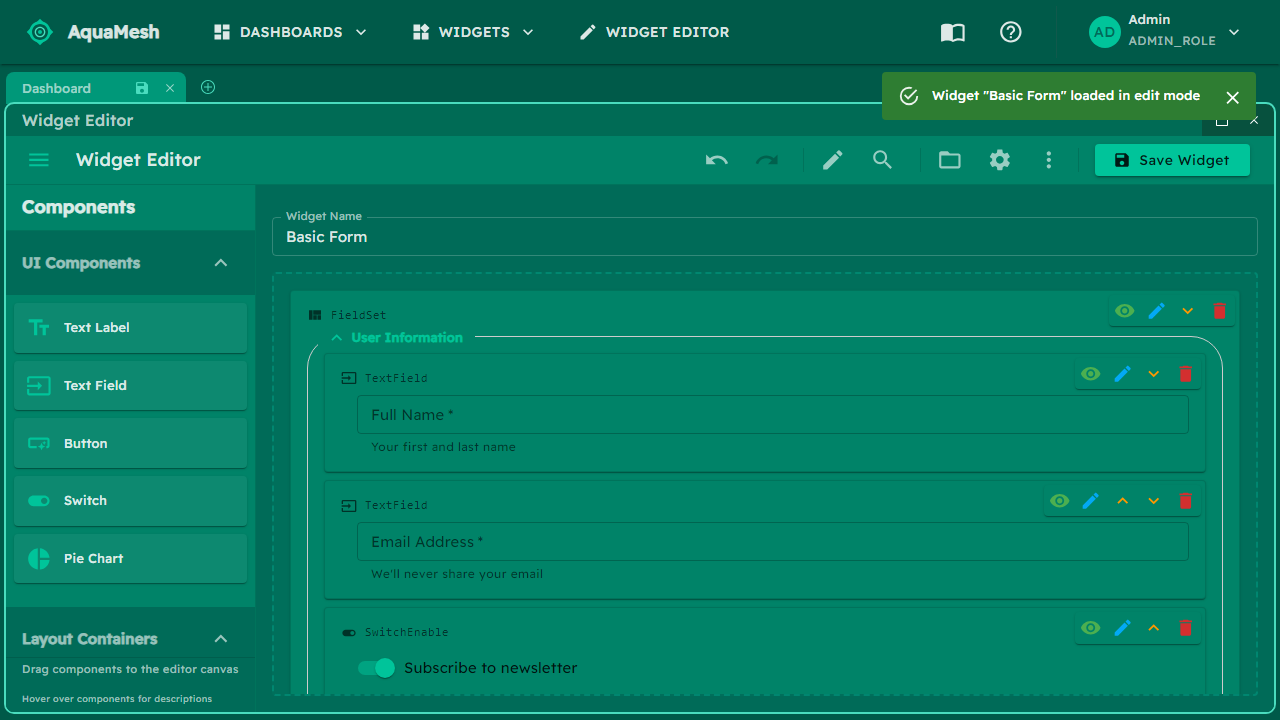 AquaMesh
DASHBOARDS
WIDGETS
WIDGET EDITOR
AD
Admin
ADMIN_ROLE
Dashboard
Widget "Basic Form" loaded in edit mode
Widget Editor
Widget Editor
Save Widget
Components
UI Components
Text Label
Text Field
Button
Switch
Pie Chart
Layout Containers
Drag components to the editor canvas
Hover over components for descriptions
Widget Name
Basic Form
FieldSet
User Information
TextField
Full Name *
Your first and last name
TextField
Email Address *
We'll never share your email
SwitchEnable
Subscribe to newsletter